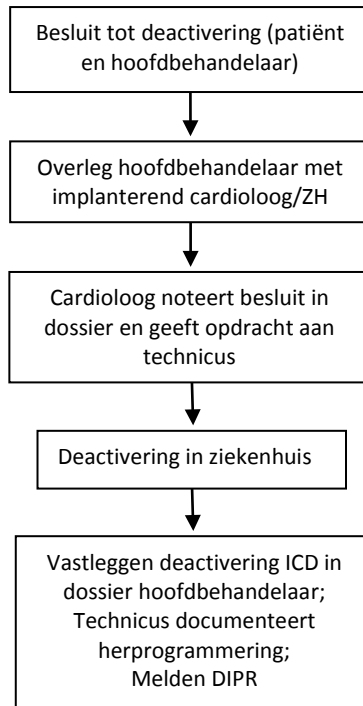 Besluit tot deactivering (patiënt
en hoofdbehandelaar)
Overleg hoofdbehandelaar met
implanterend cardioloog/ZH
Cardioloog noteert besluit in
dossier en geeft opdracht aan
technicus
Deactivering in ziekenhuis
Vastleggen deactivering ICD in
dossier hoofdbehandelaar;
Technicus documenteert
herprogrammering;
Melden DIPR